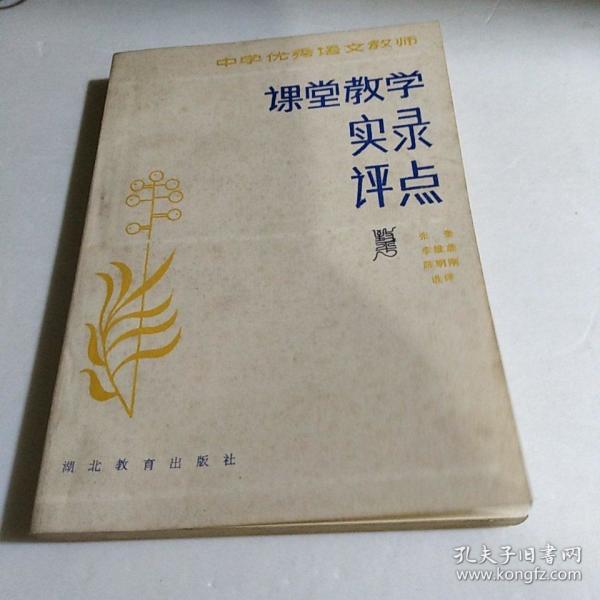 中学优秀语文教师
课堂教学
实录
评点
张
李维鼎
陈明刚
选评
湖北教育出版社
孔夫子旧书网
www.kongfz.com